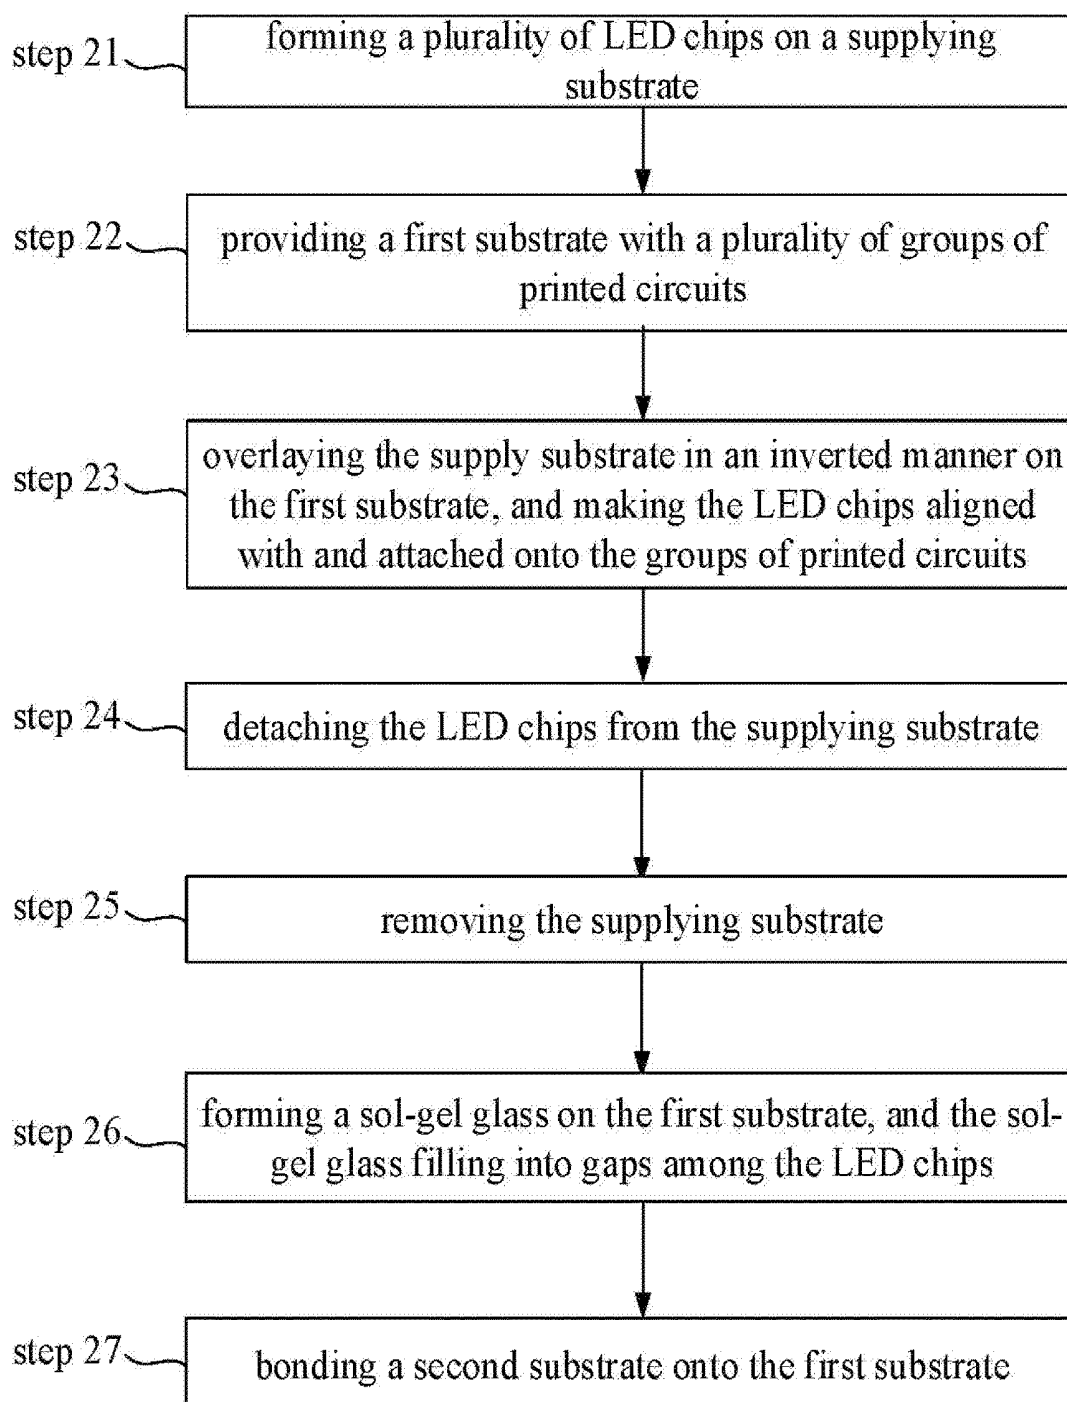 step 21
forming a plurality of LED chips on a supplying
substrate
step 22
providing a first substrate with a plurality of groups of
printed circuits
step 23
overlaying the supply substrate in an inverted manner on
the first substrate, and making the LED chips aligned
with and attached onto the groups of printed circuits
step 24
detaching the LED chips from the supplying substrate
step 25
removing the supplying substrate
step 26
forming a sol-gel glass on the first substrate, and the sol-
gel glass filling into gaps among the LED chips
step 27
bonding a second substrate onto the first substrate